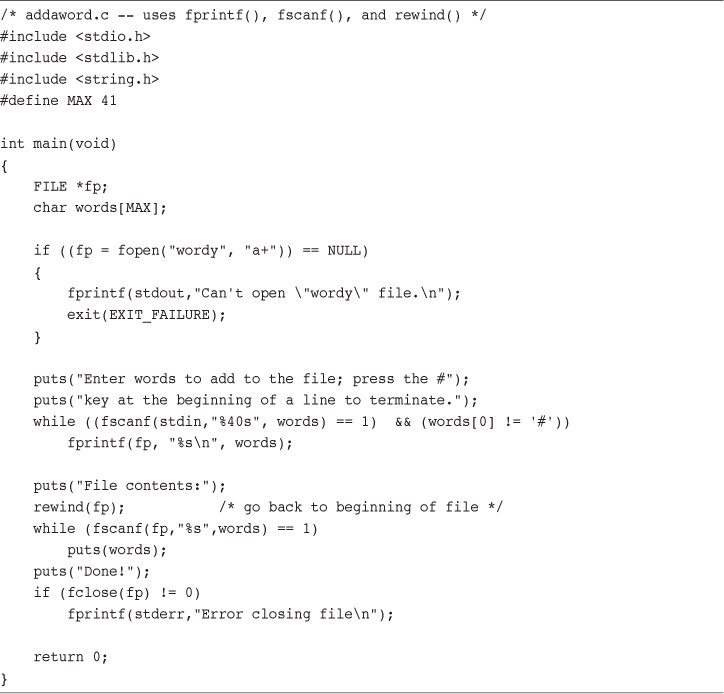 /* addaword.c -- uses fprintf(), fscanf(), and rewind() */
#include <stdio.h>
#include <stdlib.h>
#include <string.h>
#define MAX 41

int main(void)
{
    FILE *fp;
    char words[MAX];

    if ((fp = fopen("wordy", "a+")) == NULL)
    {
        fprintf(stdout,"Can't open \"wordy\" file.\n");
        exit(EXIT_FAILURE);
    }

    puts("Enter words to add to the file; press the #");
    puts("key at the beginning of a line to terminate.");
    while ((fscanf(stdin,"%40s", words) == 1)  && (words[0] != '#'))
        fprintf(fp, "%s\n", words);

    puts("File contents:");
    rewind(fp);           /* go back to beginning of file */
    while (fscanf(fp,"%s",words) == 1)
        puts(words);
    puts("Done!");
    if (fclose(fp) != 0)
        fprintf(stderr,"Error closing file\n");

    return 0;
}